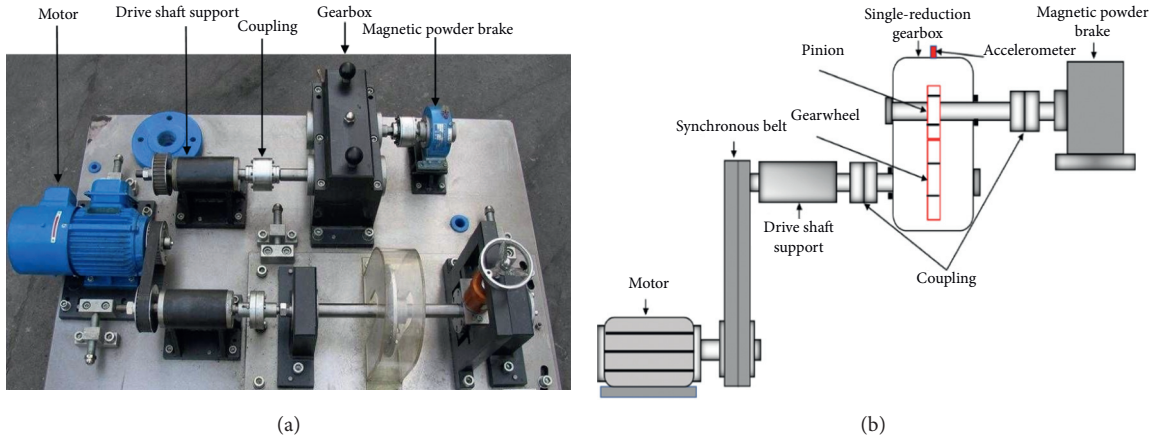 Motor
Drive shaft support
Coupling
Gearbox
Magnetic powder brake
(a)
Single-reduction
gearbox
Magnetic powder
brake
Pinion
Accelerometer
Gearwheel
Synchronous belt
Drive shaft
support
Coupling
Motor
(b)